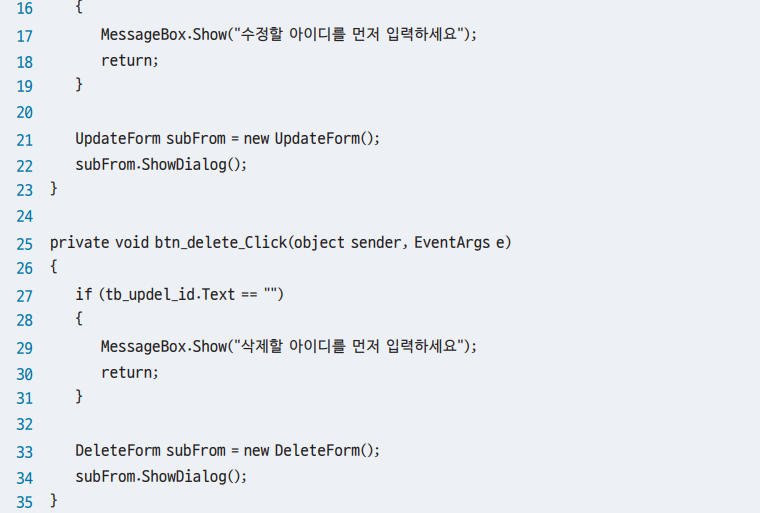 16 {
17 MessageBox.Show("수정할 아이디를 먼저 입력하세요");
18 return;
19 }
20
21 UpdateForm subFrom = new UpdateForm();
22 subFrom.ShowDialog();
23 }
24
25 private void btn_delete_Click(object sender, EventArgs e)
26 {
27 if (tb_updel_id.Text == "")
28 {
29 MessageBox.Show("삭제할 아이디를 먼저 입력하세요");
30 return;
31 }
32
33 DeleteForm subFrom = new DeleteForm();
34 subFrom.ShowDialog();
35 }